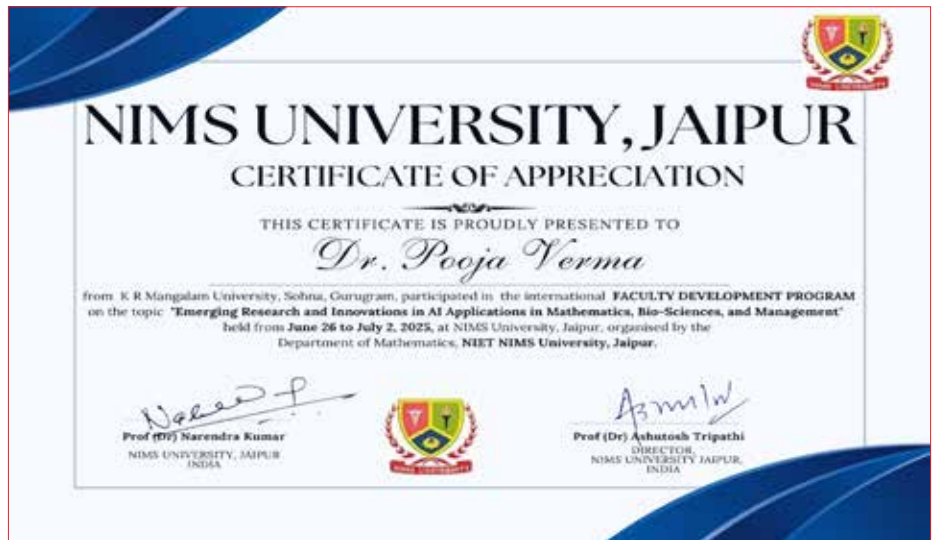 NIMS UNIVERSITY
NIMS UNIVERSITY, JAIPUR
CERTIFICATE OF APPRECIATION
THIS CERTIFICATE IS PROUDLY PRESENTED TO
Dr. Pooja Verma
from K R Mangalam University, Sohna, Gurugram, participated in the international FACULTY DEVELOPMENT PROGRAM
on the topic "Emerging Research and Innovations in AI Applications in Mathematics, Bio-Sciences, and Management"
held from June 26 to July 2, 2025, at NIMS University, Jaipur, organised by the
Department of Mathematics, NIET NIMS University, Jaipur.
Prof (Dr) Narendra Kumar
NIMS UNIVERSITY, JAIPUR
INDIA
NIMS UNIVERSITY
Prof (Dr) Ashutosh Tripathi
DIRECTOR,
NIMS UNIVERSITY JAIPUR,
INDIA